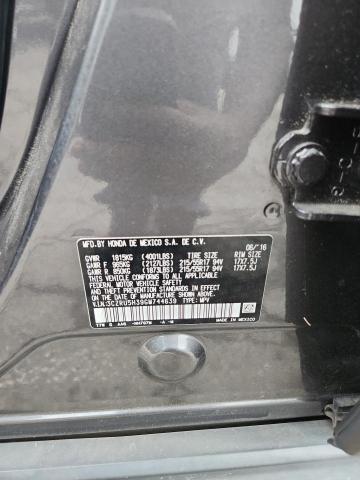 MFD.BY HONDA DE MEXICO S.A. DE C.V. 06/'16
GVWR 1815KG (4001LBS) TIRE SIZE RIM SIZE
GAWR F 965KG (2127LBS) 215/55R17 94V 17X7.5J
GAWR R 850KG (1873LBS) 215/55R17 94V 17X7.5J
THIS VEHICLE CONFORMS TO ALL APPLICABLE
FEDERAL MOTOR VEHICLE SAFETY AND
THEFT PREVENTION STANDARDS IN EFFECT
ON THE DATE OF MANUFACTURE SHOWN ABOVE.
V.I.N:3CZRU5H39GM744639 TYPE: MPV
MADE IN MEXICO